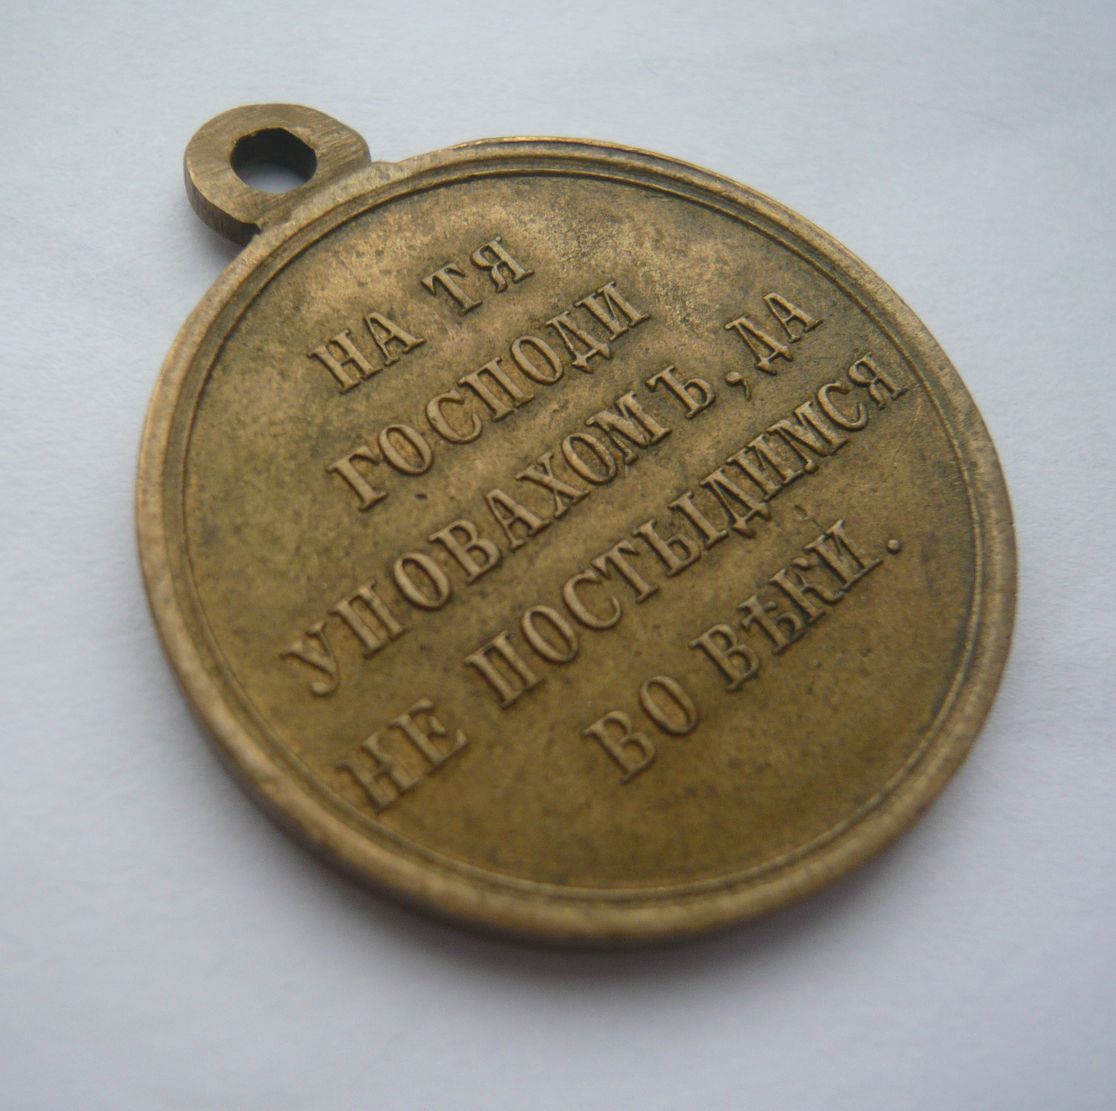 НА ТЯ
ГОСПОДИ
УПОВАХОМЪ, ДА
НЕ ПОСТЫДИМСЯ
ВО ВѢКИ.